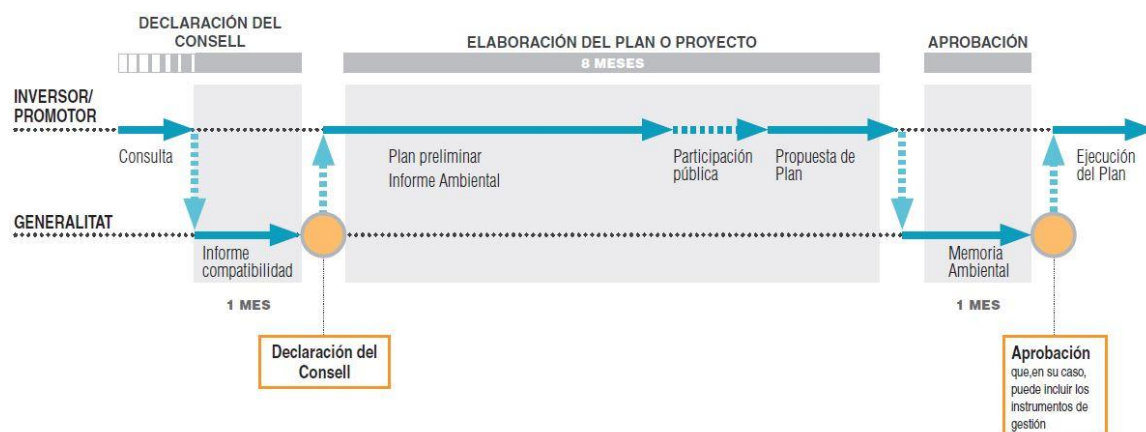 DECLARACIÓN DEL
CONSELL
ELABORACIÓN DEL PLAN O PROYECTO
8 MESES
APROBACIÓN
INVERSOR/
PROMOTOR
Consulta
Plan preliminar
Informe Ambiental
Participación
pública
Propuesta de
Plan
Ejecución
del Plan
GENERALITAT
Informe
compatibilidad
Memoria
Ambiental
1 MES
1 MES
Declaración del
Consell
Aprobación
que,en su caso,
puede incluir los
instrumentos de
gestión